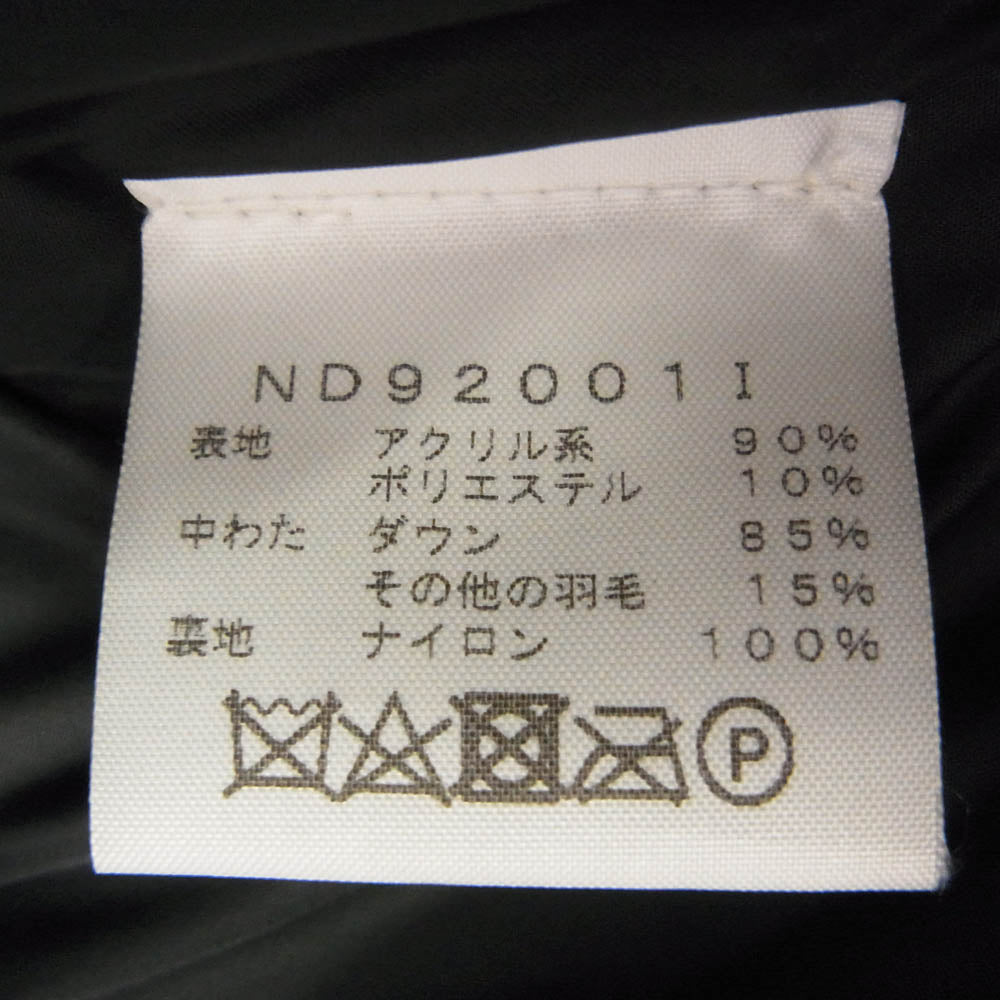 ND92001I
表地 アクリル系 90%
ポリエステル 10%
中わた ダウン 85%
その他の羽毛 15%
裏地 ナイロン 100%
P